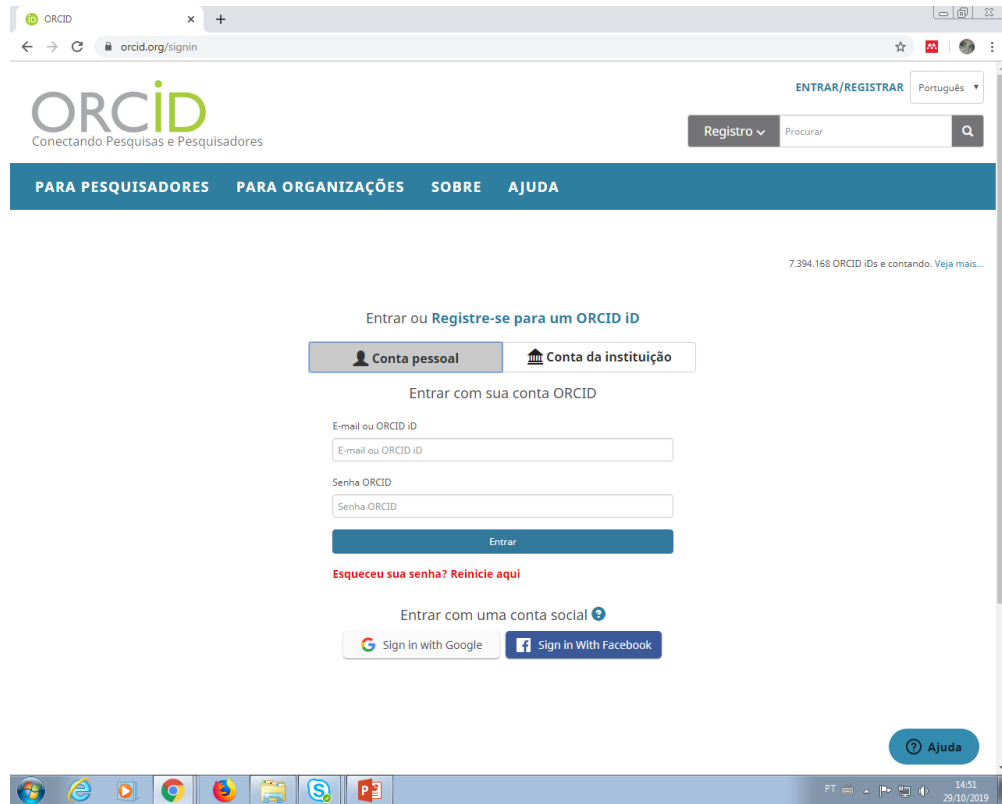 ORCID
orcid.org/signin
ENTRAR/REGISTRAR
Português
ORCID
Conectando Pesquisas e Pesquisadores
Registro
Procurar
PARA PESQUISADORES PARA ORGANIZAÇÕES SOBRE AJUDA
7.394.168 ORCID iDs e contando. Veja mais...
Entrar ou Registre-se para um ORCID iD
Conta pessoal
Conta da instituição
Entrar com sua conta ORCID
E-mail ou ORCID iD
E-mail ou ORCID iD
Senha ORCID
Senha ORCID
Entrar
Esqueceu sua senha? Reinicie aqui
Entrar com uma conta social
Sign in with Google
Sign in With Facebook
Ajuda
PT
14:51
29/10/2019